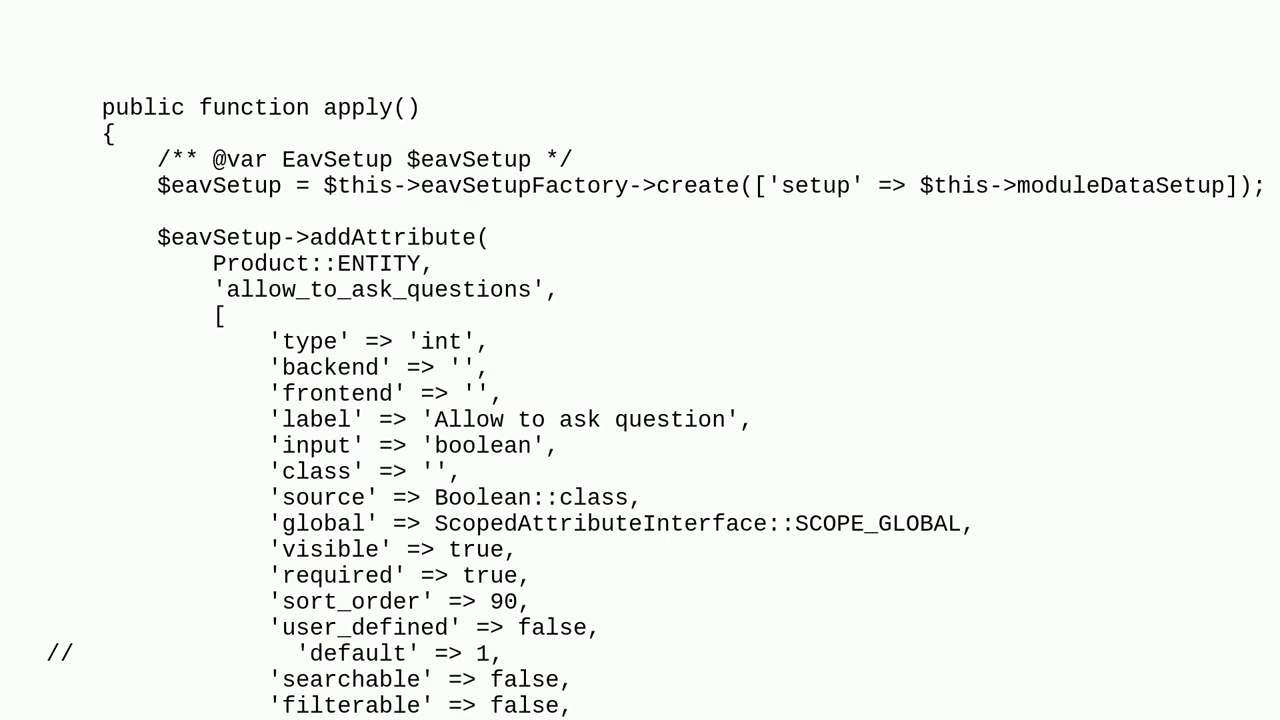 public function apply()
{
/** @var EavSetup $eavSetup */
$eavSetup = $this->eavSetupFactory->create(['setup' => $this->moduleDataSetup]);
$eavSetup->addAttribute(
Product::ENTITY,
'allow_to_ask_questions',
[
'type' => 'int',
'backend' => '',
'frontend' => '',
'label' => 'Allow to ask question',
'input' => 'boolean',
'class' => '',
'source' => Boolean::class,
'global' => ScopedAttributeInterface::SCOPE_GLOBAL,
'visible' => true,
'required' => true,
'sort_order' => 90,
'user_defined' => false,
// 'default' => 1,
'searchable' => false,
'filterable' => false,